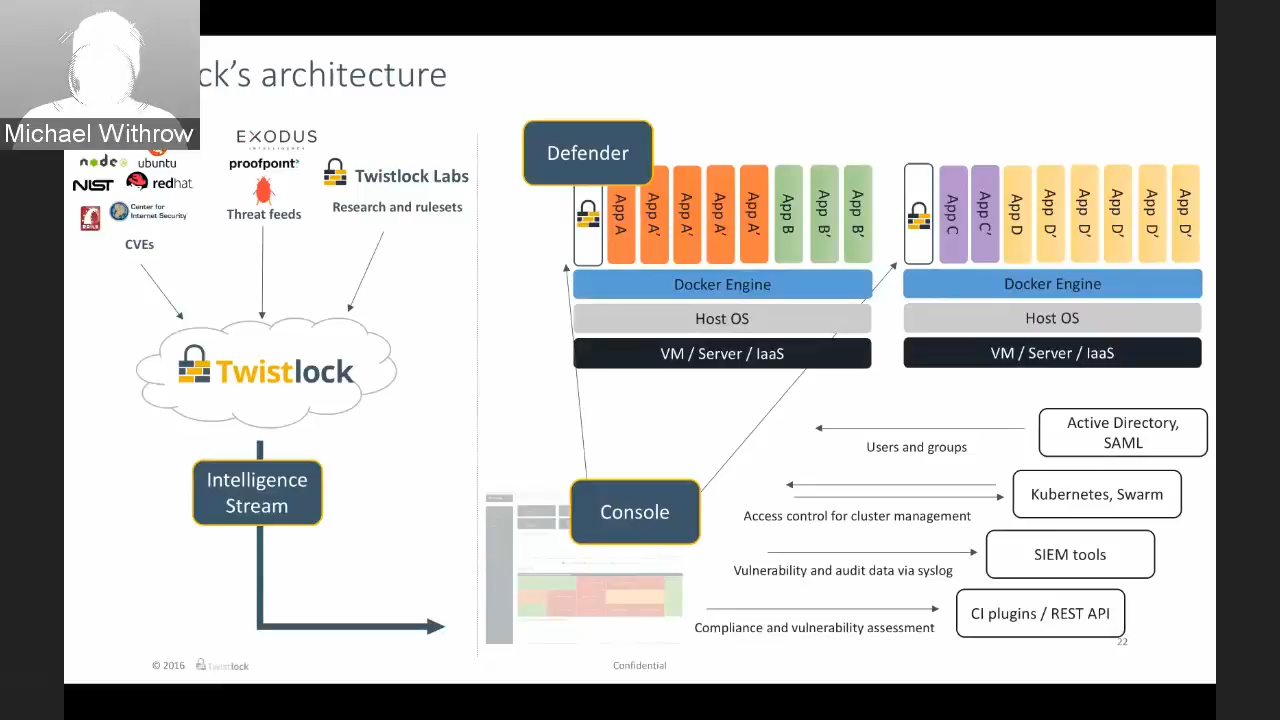 ck's architecture
Michael Withrow
node
ubuntu
NIST
redhat
RAILS
Center for
Internet Security
CVEs
EXODUS
INTELLIGENCE
proofpoint
Threat feeds
Twistlock Labs
Research and rulesets
Twistlock
Intelligence
Stream
Defender
App A
App A'
App A'
App A'
App A'
App B
App B'
App B'
Docker Engine
Host OS
VM / Server / IaaS
App C
App C'
App D
App D'
App D'
App D'
App D'
App D'
Docker Engine
Host OS
VM / Server / IaaS
Console
Active Directory,
SAML
Users and groups
Kubernetes, Swarm
Access control for cluster management
SIEM tools
Vulnerability and audit data via syslog
CI plugins / REST API
Compliance and vulnerability assessment
22
© 2016
Twistlock
Confidential